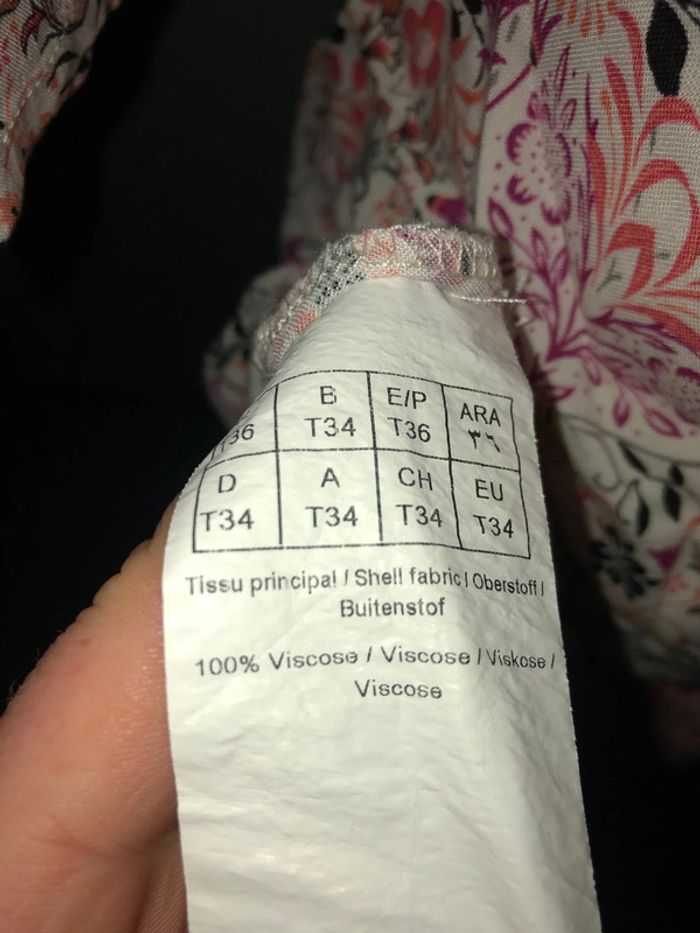 B E/P ARA
T36 T34 T36 ٣٦
D A CH EU
T34 T34 T34 T34
Tissu principal / Shell fabric / Oberstoff /
Buitenstof
100% Viscose / Viscose / Viskose /
Viscose